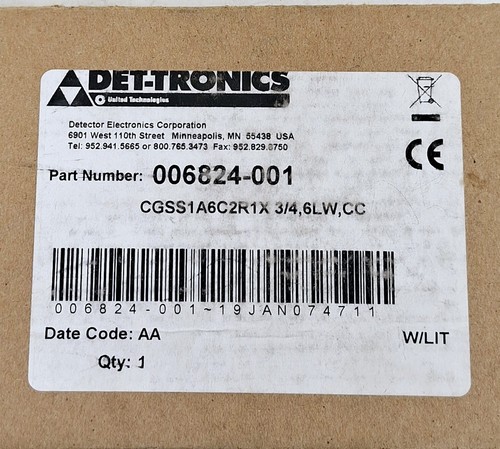 DET-TRONICS
United Technologies
Detector Electronics Corporation
6901 West 110th Street Minneapolis, MN 55438 USA
Tel: 952.941.5665 or 800.765.3473 Fax: 952.829.8750
Part Number: 006824-001
CGSS1A6C2R1X 3/4,6LW,CC
CE
006824-001~19JAN074711
Date Code: AA
W/LIT
Qty: 1